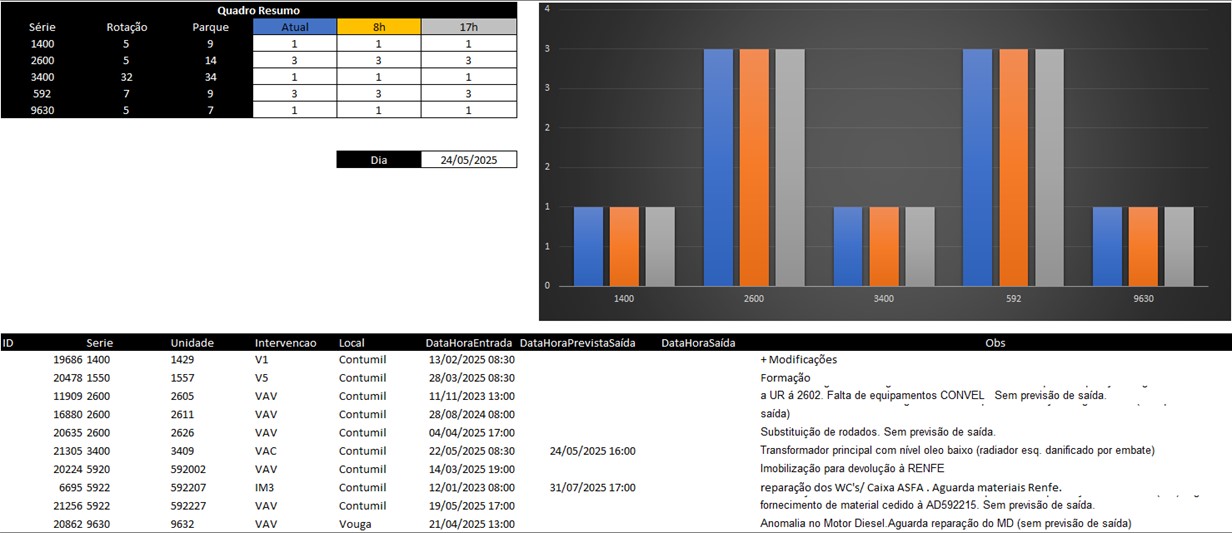 Quadro Resumo
Série Rotação Parque Atual 8h 17h
1400 5 9 1 1 1
2600 5 14 3 3 3
3400 32 34 1 1 1
592 7 9 3 3 3
9630 5 7 1 1 1
Dia 24/05/2025
4
3
3
2
2
1
1
0
1400 2600 3400 592 9630
ID Serie Unidade Intervencao Local DataHoraEntrada DataHoraPrevistaSaída DataHoraSaída Obs
19686 1400 1429 V1 Contumil 13/02/2025 08:30 + Modificações
20478 1550 1557 V5 Contumil 28/03/2025 08:30 Formação
11909 2600 2605 VAV Contumil 11/11/2023 13:00 a UR á 2602. Falta de equipamentos CONVEL Sem previsão de saída.
16880 2600 2611 VAV Contumil 28/08/2024 08:00 saída)
20635 2600 2626 VAV Contumil 04/04/2025 17:00 Substituição de rodados. Sem previsão de saída.
21305 3400 3409 VAC Contumil 22/05/2025 08:30 24/05/2025 16:00 Transformador principal com nível oleo baixo (radiador esq. danificado por embate)
20224 5920 592002 VAV Contumil 14/03/2025 19:00 Imobilização para devolução à RENFE
6695 5922 592207 IM3 Contumil 12/01/2023 08:00 31/07/2025 17:00 reparação dos WC's/ Caixa ASFA . Aguarda materiais Renfe.
21256 5922 592227 VAV Contumil 19/05/2025 17:00 fornecimento de material cedido à AD592215. Sem previsão de saída.
20862 9630 9632 VAV Vouga 21/04/2025 13:00 Anomalia no Motor Diesel.Aguarda reparação do MD (sem previsão de saída)